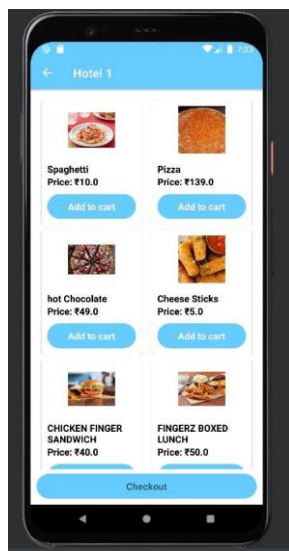 7:23
Hotel 1
Spaghetti
Price: ₹10.0
Add to cart
Pizza
Price: ₹139.0
Add to cart
hot Chocolate
Price: ₹49.0
Add to cart
Cheese Sticks
Price: ₹5.0
Add to cart
CHICKEN FINGER
SANDWICH
Price: ₹40.0
FINGERZ BOXED
LUNCH
Price: ₹50.0
Checkout